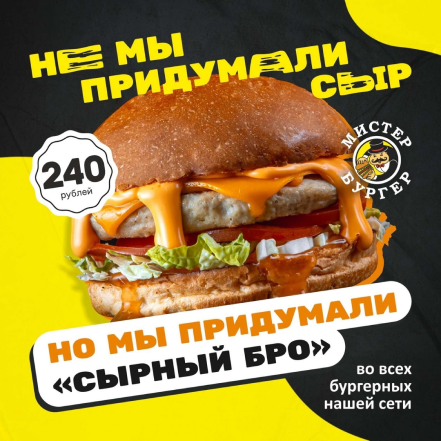 НЕ МЫ
ПРИДУМАЛИ
СЫР
240
рублей
МИСТЕР
БУРГЕР
НО МЫ ПРИДУМАЛИ
«СЫРНЫЙ БРО»
во всех
бургерных
нашей сети